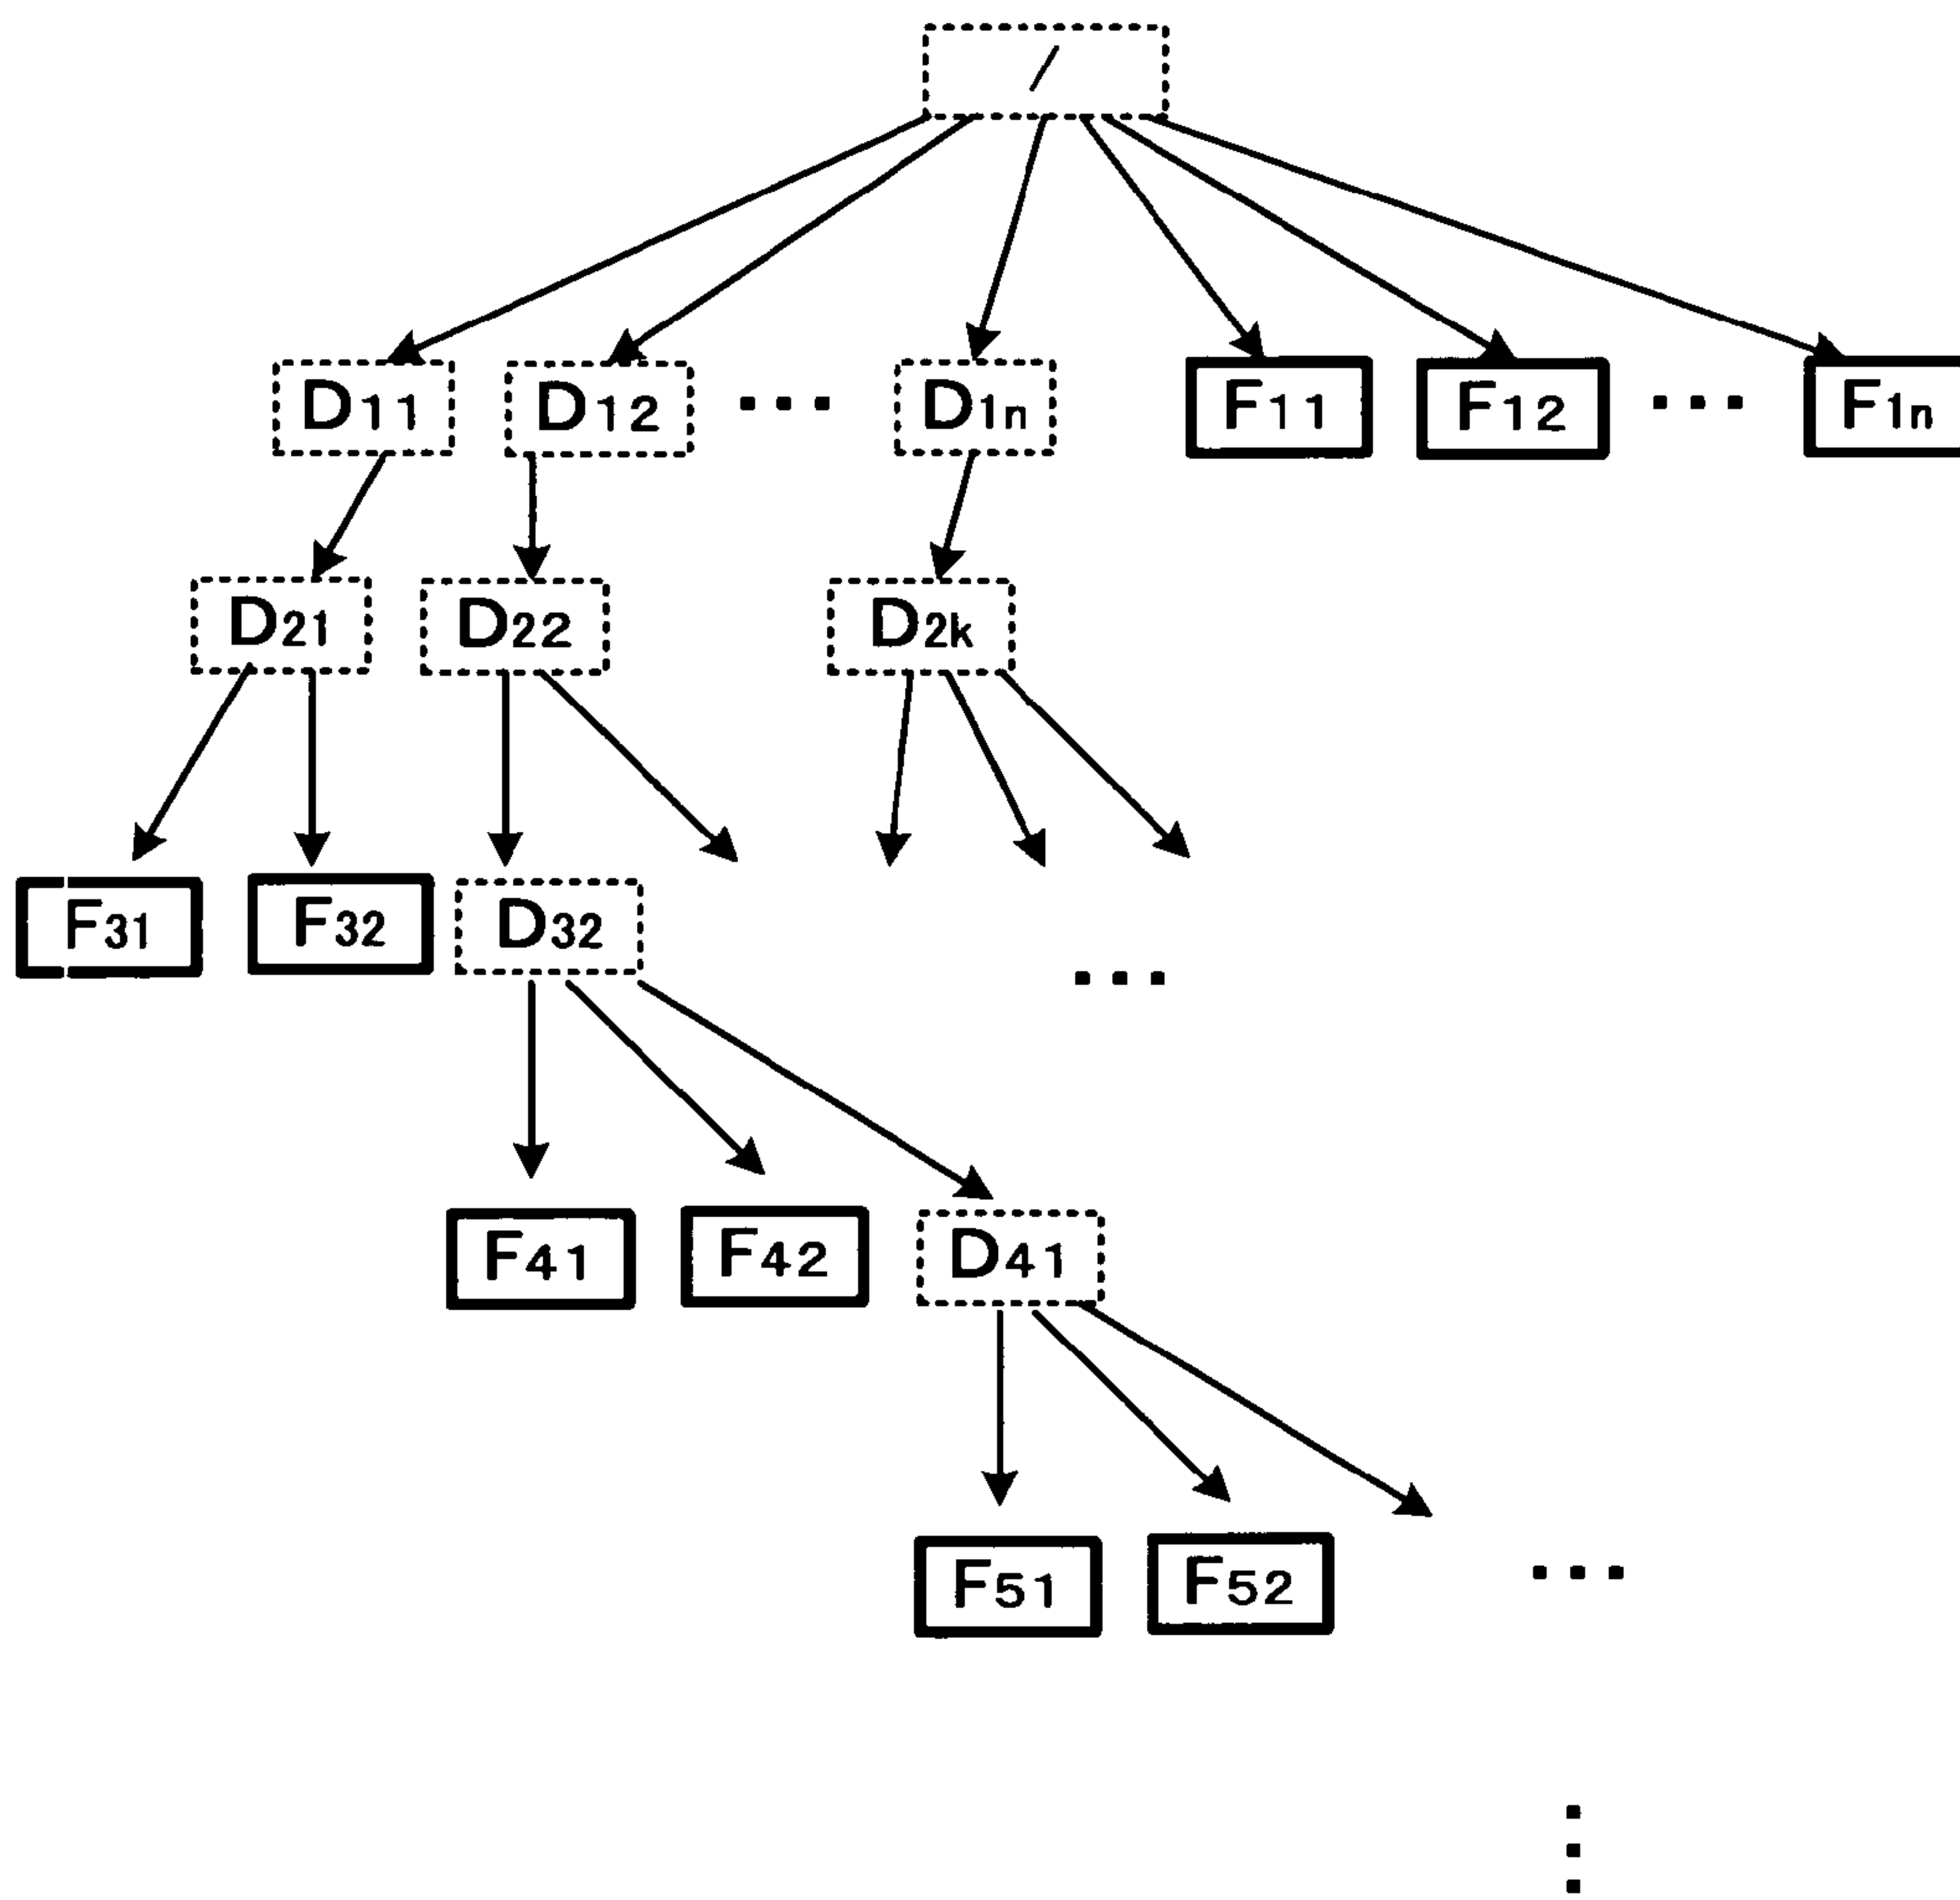 /
D11 D12 ... D1n F11 F12 ... F1n
D21 D22 D2k
F31 F32 D32
...
F41 F42 D41
F51 F52 ...